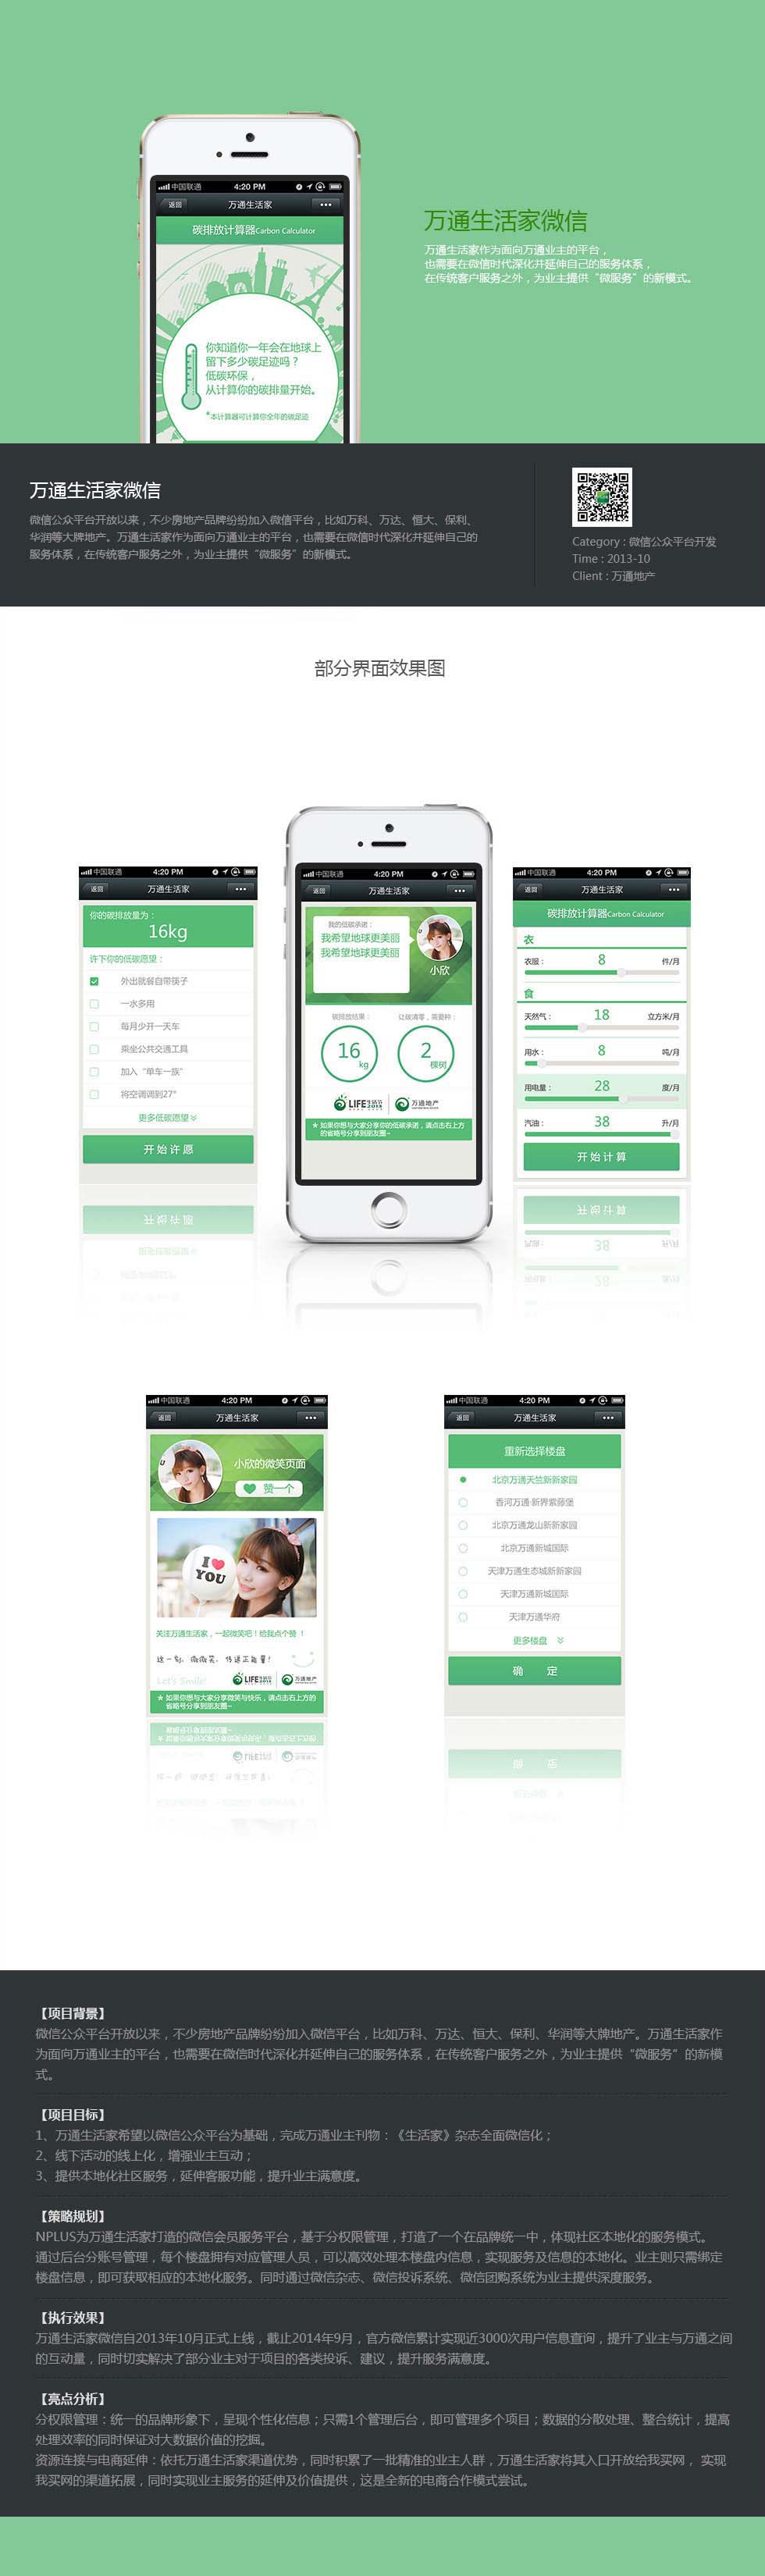 中国联通 4:20 PM
返回 万通生活家
碳排放计算器Carbon Calculator
你知道你一年会在地球上
留下多少碳足迹吗？
低碳环保，
从计算你的碳排量开始。
*本计算器可计算你全年的碳足迹
万通生活家微信
万通生活家作为面向万通业主的平台，
也需要在微信时代深化并延伸自己的服务体系，
在传统客户服务之外，为业主提供“微服务”的新模式。
万通生活家微信
微信公众平台开放以来，不少房地产品牌纷纷加入微信平台，比如万科、万达、恒大、保利、
华润等大牌地产。万通生活家作为面向万通业主的平台，也需要在微信时代深化并延伸自己的
服务体系，在传统客户服务之外，为业主提供“微服务”的新模式。
Category : 微信公众平台开发
Time : 2013-10
Client : 万通地产
部分界面效果图
中国联通 4:20 PM
返回 万通生活家
你的碳排放量为：
16kg
许下你的低碳愿望：
外出就餐自带筷子
一水多用
每月少开一天车
乘坐公共交通工具
加入“单车一族”
将空调调到27°
更多低碳愿望
开始许愿
中国联通 4:20 PM
返回 万通生活家
我的低碳承诺：
我希望地球更美丽
我希望地球更美丽
小欣
碳排放结果： 让碳清零，需要种：
16 kg 2 棵树
LIFE生活家 万通地产
★ 如果你想与大家分享你的低碳承诺，请点击右上方
的省略号分享到朋友圈~
中国联通 4:20 PM
返回 万通生活家
碳排放计算器Carbon Calculator
衣
衣服： 8 件/月
食
天然气： 18 立方米/月
用水： 8 吨/月
用电量： 28 度/月
汽油： 38 升/月
开始计算
中国联通 4:20 PM
返回 万通生活家
小欣的微笑页面
赞一个
I YOU
关注万通生活家，一起微笑吧！给我点个赞 ！
这一刻，微微笑，传递正能量！
Let's Smile!
LIFE生活家 万通地产
★ 如果你想与大家分享微笑与快乐，请点击右上方的
省略号分享到朋友圈~
中国联通 4:20 PM
返回 万通生活家
重新选择楼盘
北京万通天竺新新家园
香河万通·新界紫藤堡
北京万通龙山新新家园
北京万通新城国际
天津万通生态城新新家园
天津万通新城国际
天津万通华府
更多楼盘
确 定
【项目背景】
微信公众平台开放以来，不少房地产品牌纷纷加入微信平台，比如万科、万达、恒大、保利、华润等大牌地产。万通生活家作
为面向万通业主的平台，也需要在微信时代深化并延伸自己的服务体系，在传统客户服务之外，为业主提供“微服务”的新模
式。
【项目目标】
1、万通生活家希望以微信公众平台为基础，完成万通业主刊物：《生活家》杂志全面微信化；
2、线下活动的线上化，增强业主互动；
3、提供本地化社区服务，延伸客服功能，提升业主满意度。
【策略规划】
NPLUS为万通生活家打造的微信会员服务平台，基于分权限管理，打造了一个在品牌统一中，体现社区本地化的服务模式。
通过后台分账号管理，每个楼盘拥有对应管理人员，可以高效处理本楼盘内信息，实现服务及信息的本地化。业主则只需绑定
楼盘信息，即可获取相应的本地化服务。同时通过微信杂志、微信投诉系统、微信团购系统为业主提供深度服务。
【执行效果】
万通生活家微信自2013年10月正式上线，截止2014年9月，官方微信累计实现近3000次用户信息查询，提升了业主与万通之间
的互动量，同时切实解决了部分业主对于项目的各类投诉、建议，提升服务满意度。
【亮点分析】
分权限管理：统一的品牌形象下，呈现个性化信息；只需1个管理后台，即可管理多个项目；数据的分散处理、整合统计，提高
处理效率的同时保证对大数据价值的挖掘。
资源连接与电商延伸：依托万通生活家渠道优势，同时积累了一批精准的业主人群，万通生活家将其入口开放给我买网， 实现
我买网的渠道拓展，同时实现业主服务的延伸及价值提供，这是全新的电商合作模式尝试。